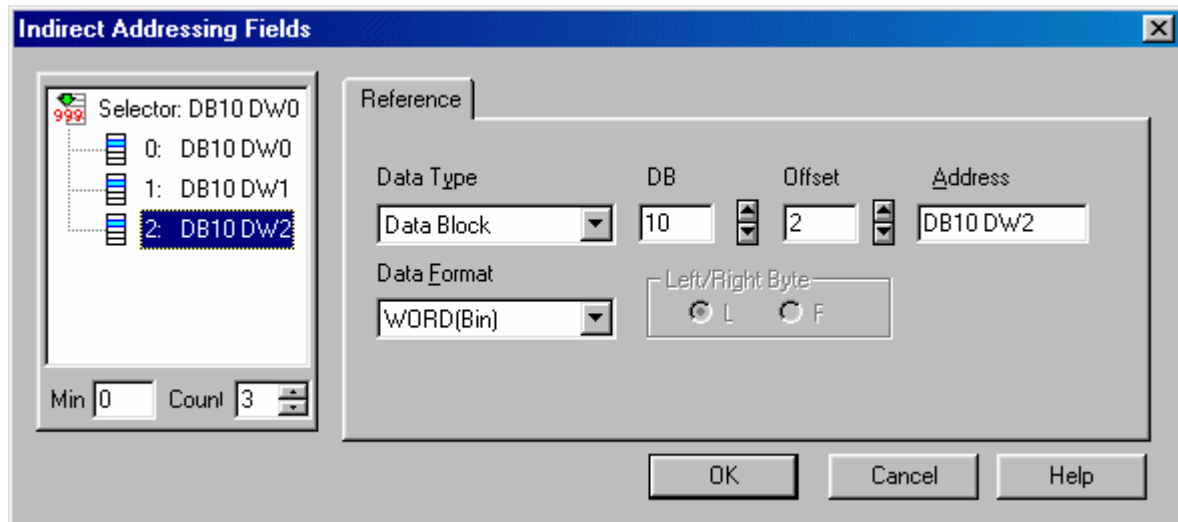 Indirect Addressing Fields
999
Selector: DB10 DW0
0: DB10 DW0
1: DB10 DW1
2: DB10 DW2
Min 0 Count 3
Reference
Data Type DB Offset Address
Data Block 10 2 DB10 DW2
Data Format
WORD(Bin)
Left/Right Byte
L F
OK Cancel Help